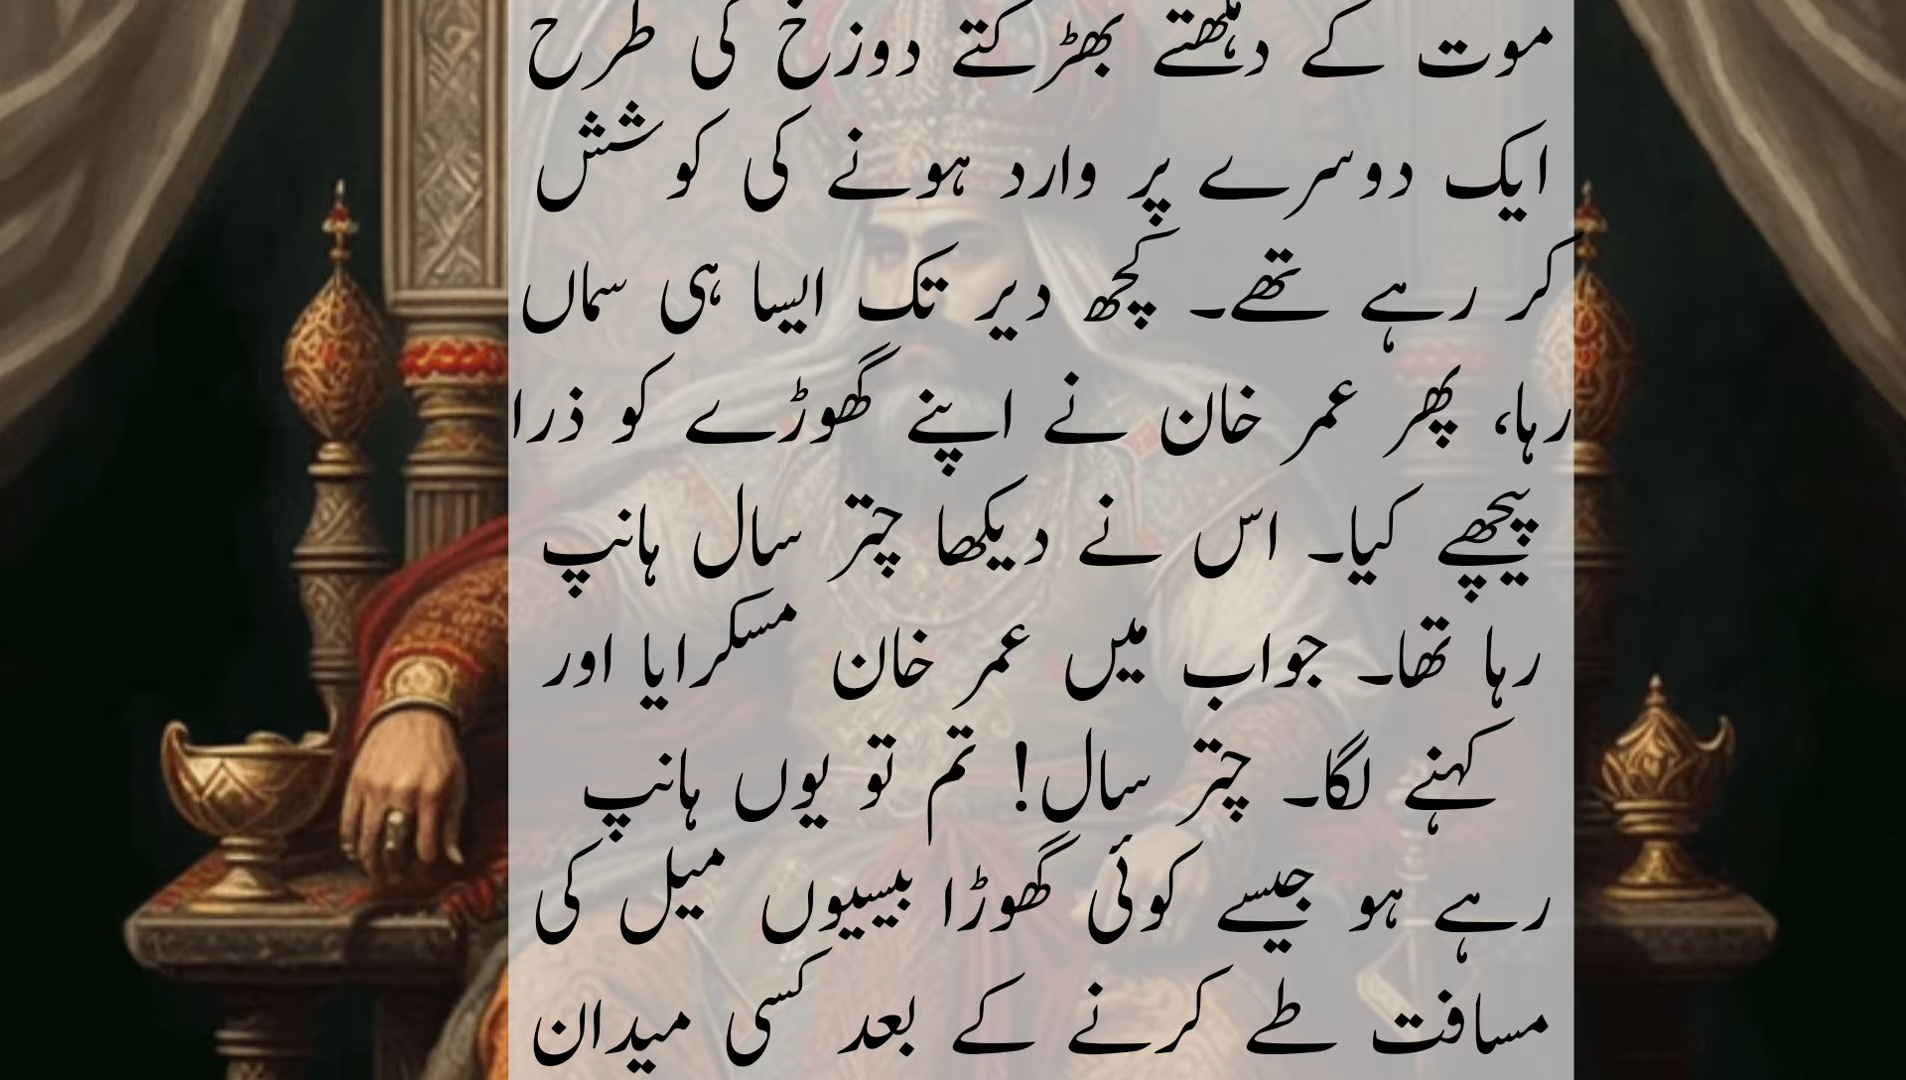 موت کے دہکتے بھڑکتے دوزخ کی طرح
ایک دوسرے پر وارد ہونے کی کوشش
کر رہے تھے۔ کچھ دیر تک ایسا ہی سماں
رہا، پھر عمر خان نے اپنے گھوڑے کو ذرا
پیچھے کیا۔ اس نے دیکھا چتر سال ہانپ
رہا تھا۔ جواب میں عمر خان مسکرایا اور
کہنے لگا۔ چتر سال! تم تو یوں ہانپ
رہے ہو جیسے کوئی گھوڑا بیسیوں میل کی
مسافت طے کرنے کے بعد کسی میدان